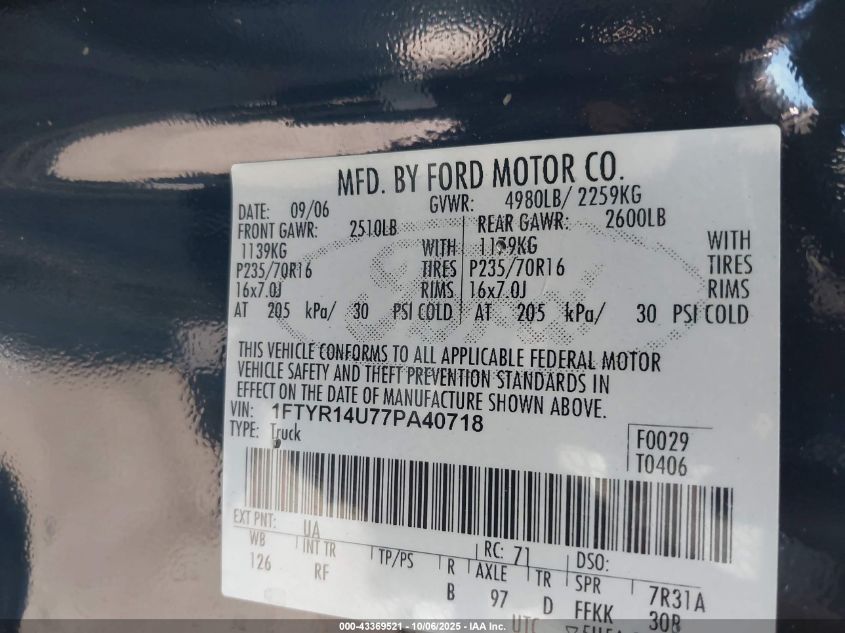 MFD. BY FORD MOTOR CO.
DATE: 09/06 GVWR: 4980LB/ 2259KG
FRONT GAWR: 2510LB REAR GAWR: 2600LB
1139KG WITH 1179KG WITH
P235/70R16 TIRES P235/70R16 TIRES
16x7.0J RIMS 16x7.0J RIMS
AT 205 kPa/ 30 PSI COLD AT 205 kPa/ 30 PSI COLD
THIS VEHICLE CONFORMS TO ALL APPLICABLE FEDERAL MOTOR
VEHICLE SAFETY AND THEFT PREVENTION STANDARDS IN
EFFECT ON THE DATE OF MANUFACTURE SHOWN ABOVE.
VIN: 1FTYR14U77PA40718
TYPE: Truck
F0029
T0406
EXT PNT: UA RC: 71 DSO:
WB INT TR TP/PS R AXLE TR SPR 7R31A
126 RF B 97 D FFKK 30R
UTC
000-43369521 - 10/06/2025 - IAA Inc.